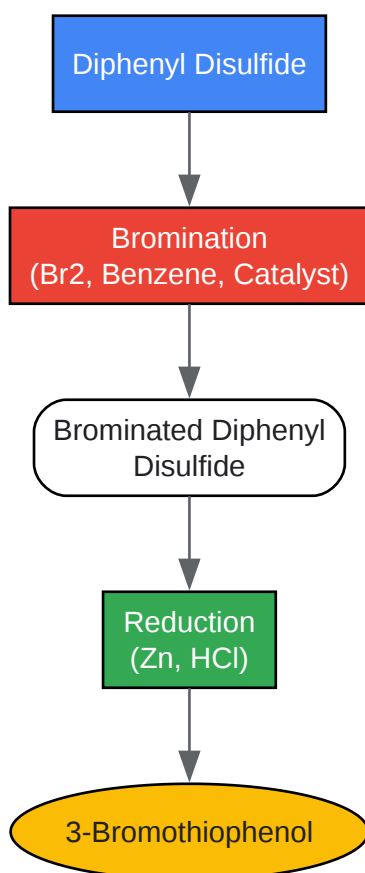 Diphenyl Disulfide
Bromination
(Br2, Benzene, Catalyst)
Brominated Diphenyl
Disulfide
Reduction
(Zn, HCl)
3-Bromothiophenol